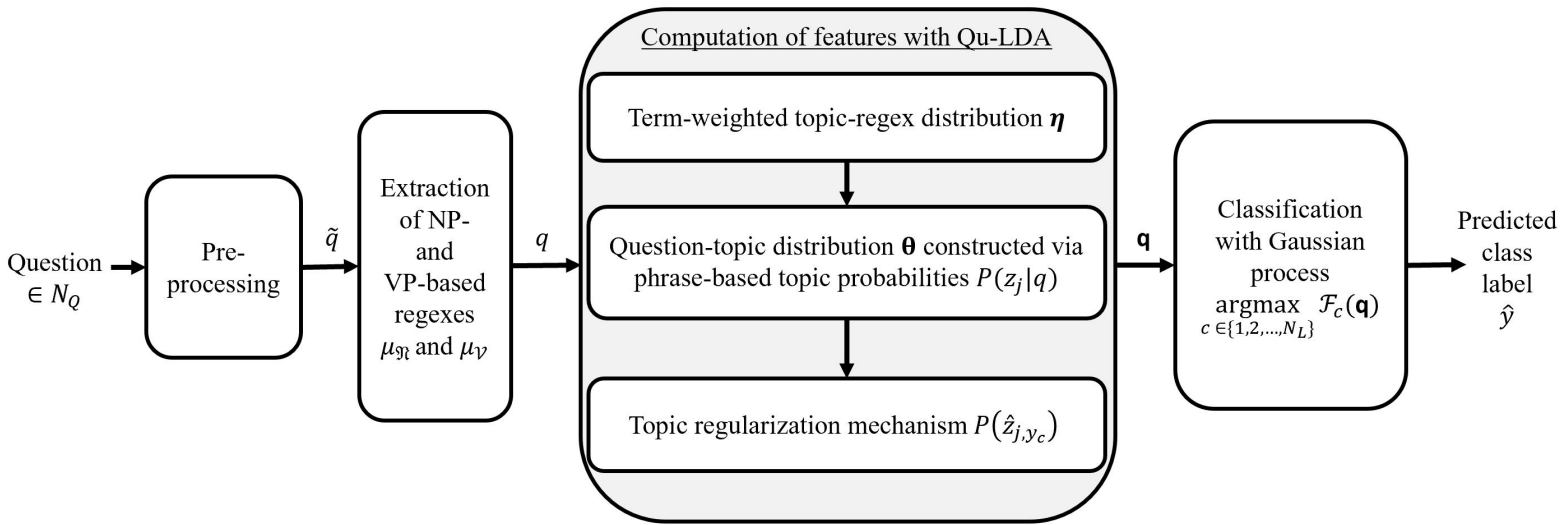 Question
∈ N_Q
Pre-
processing
q̃
Extraction
of NP-
and
VP-based
regexes
μ_𝔑 and μ_𝒱
q
Computation of features with Qu-LDA
Term-weighted topic-regex distribution 𝜼
Question-topic distribution 𝛉 constructed via
phrase-based topic probabilities P(z_j|q)
Topic regularization mechanism P(ẑ_{j,y_c})
𝐪
Classification
with Gaussian
process
argmax ℱ_c(𝐪)
c ∈{1,2,…,N_L}
Predicted
class
label
ŷ